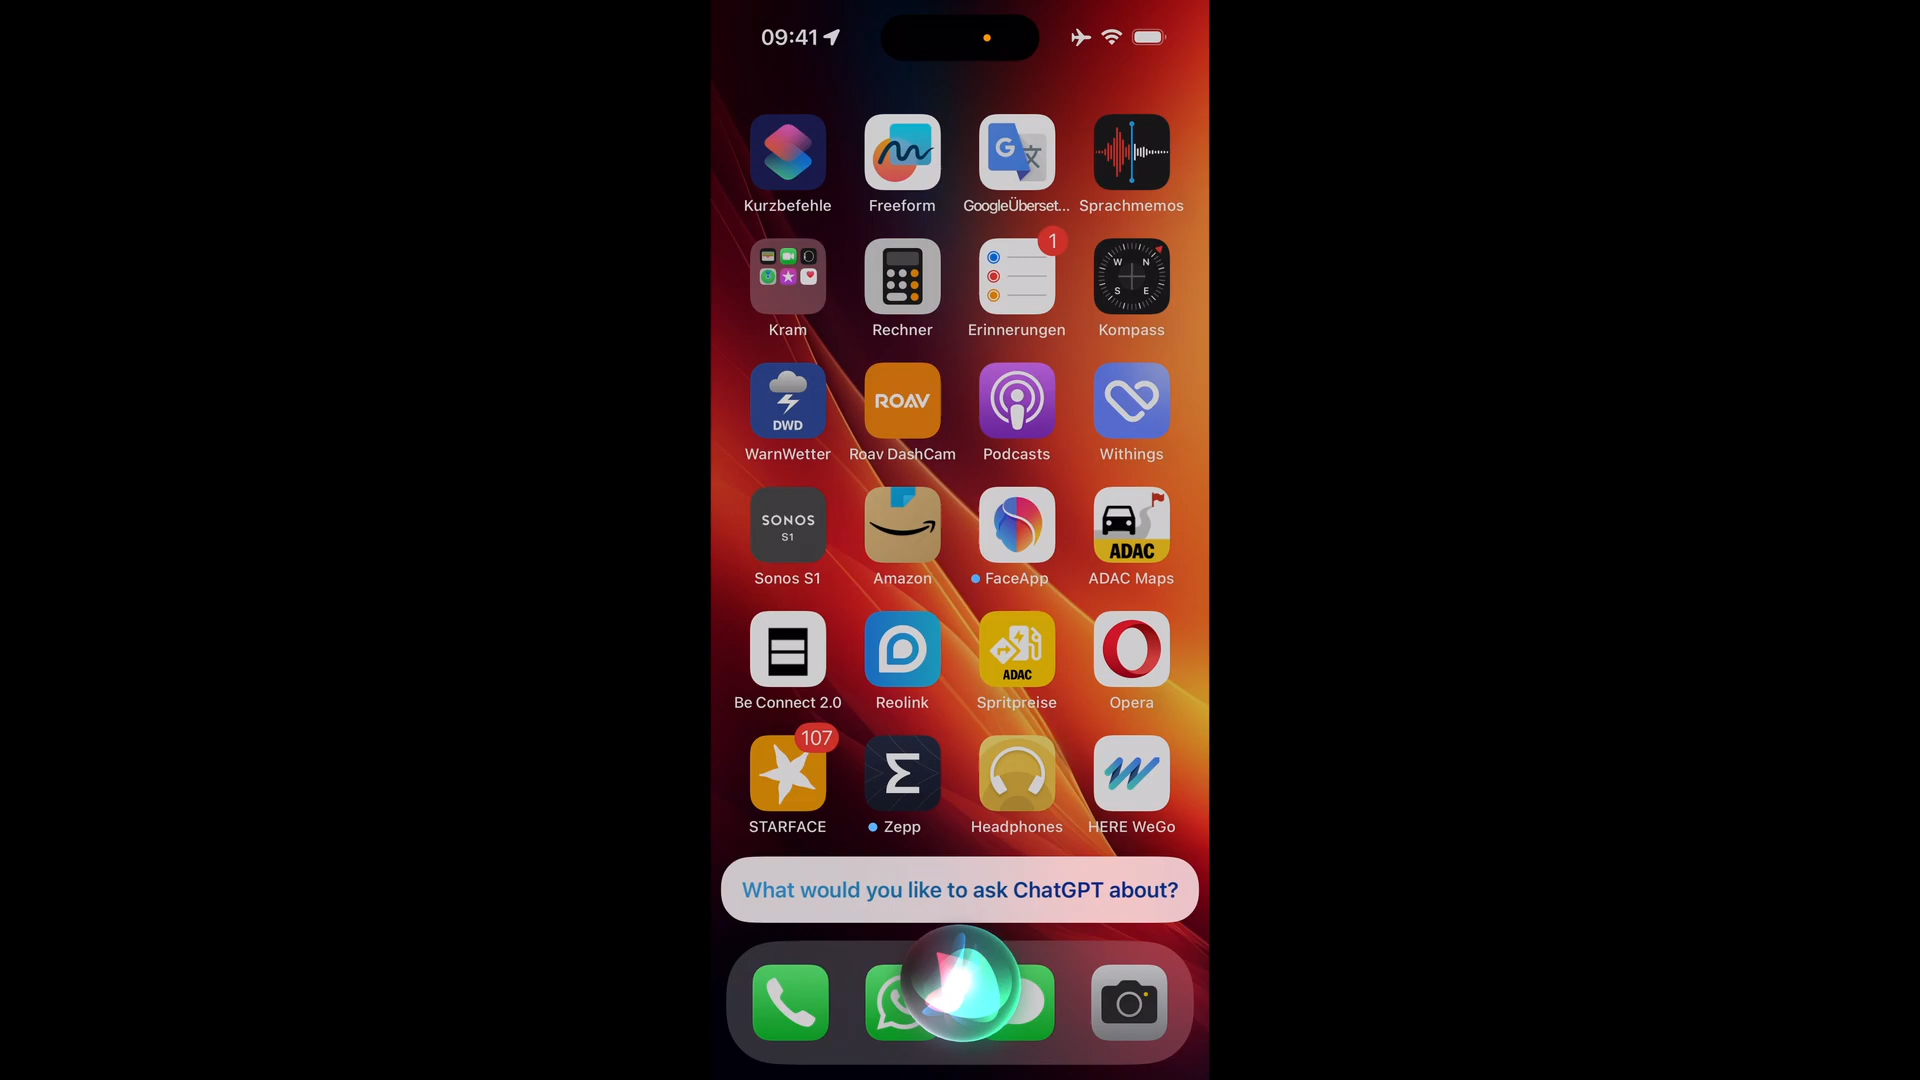 09:41
G 文
Kurzbefehle Freeform GoogleÜberset... Sprachmemos
1
W N
S E
Kram Rechner Erinnerungen Kompass
DWD ROAV
WarnWetter Roav DashCam Podcasts Withings
SONOS
S1
ADAC
Sonos S1 Amazon FaceApp ADAC Maps
ADAC
Be Connect 2.0 Reolink Spritpreise Opera
107
STARFACE Zepp Headphones HERE WeGo
What would you like to ask ChatGPT about?